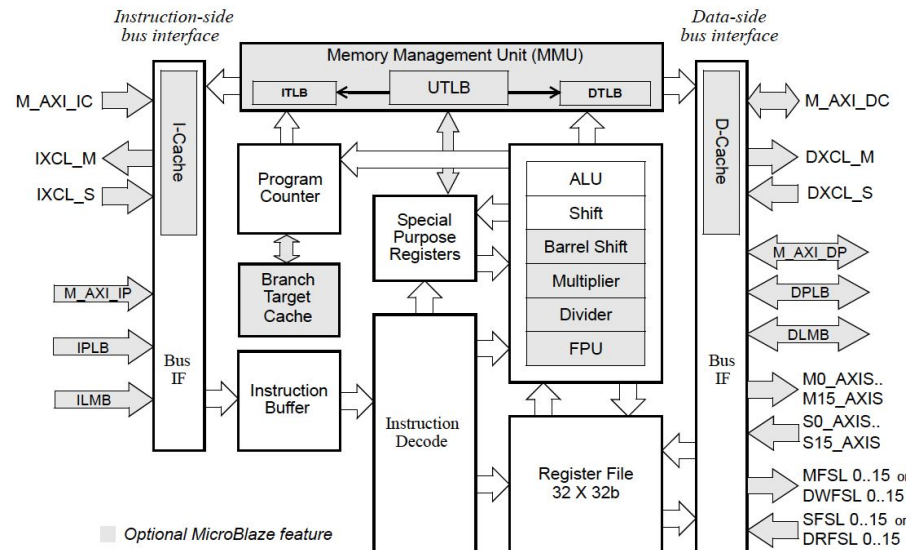 Instruction-side
bus interface
Data-side
bus interface
Memory Management Unit (MMU)
ITLB
UTLB
DTLB
M_AXI_IC
IXCL_M
IXCL_S
I-Cache
M_AXI_IP
IPLB
ILMB
Bus
IF
Program
Counter
Branch
Target
Cache
Special
Purpose
Registers
ALU
Shift
Barrel Shift
Multiplier
Divider
FPU
Instruction
Buffer
Instruction
Decode
Register File
32 X 32b
D-Cache
Bus
IF
M_AXI_DC
DXCL_M
DXCL_S
M_AXI_DP
DPLB
DLMB
M0_AXIS..
M15_AXIS
S0_AXIS..
S15_AXIS
MFSL 0..15 or
DWFSL 0..15
SFSL 0..15 or
DRFSL 0..15
Optional MicroBlaze feature